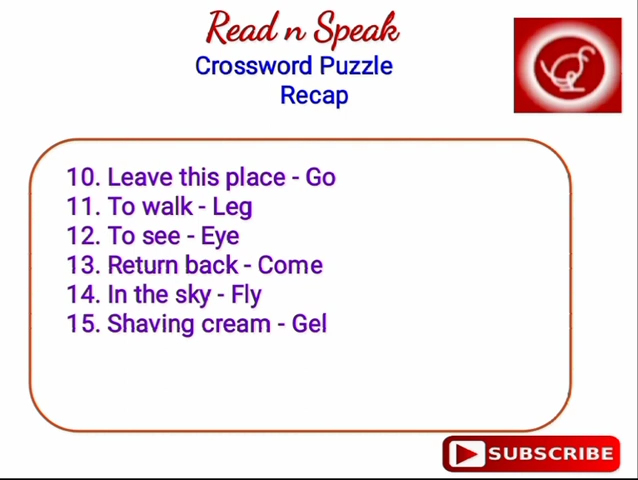 Read n Speak
Crossword Puzzle
Recap
10. Leave this place - Go
11. To walk - Leg
12. To see - Eye
13. Return back - Come
14. In the sky - Fly
15. Shaving cream - Gel
SUBSCRIBE